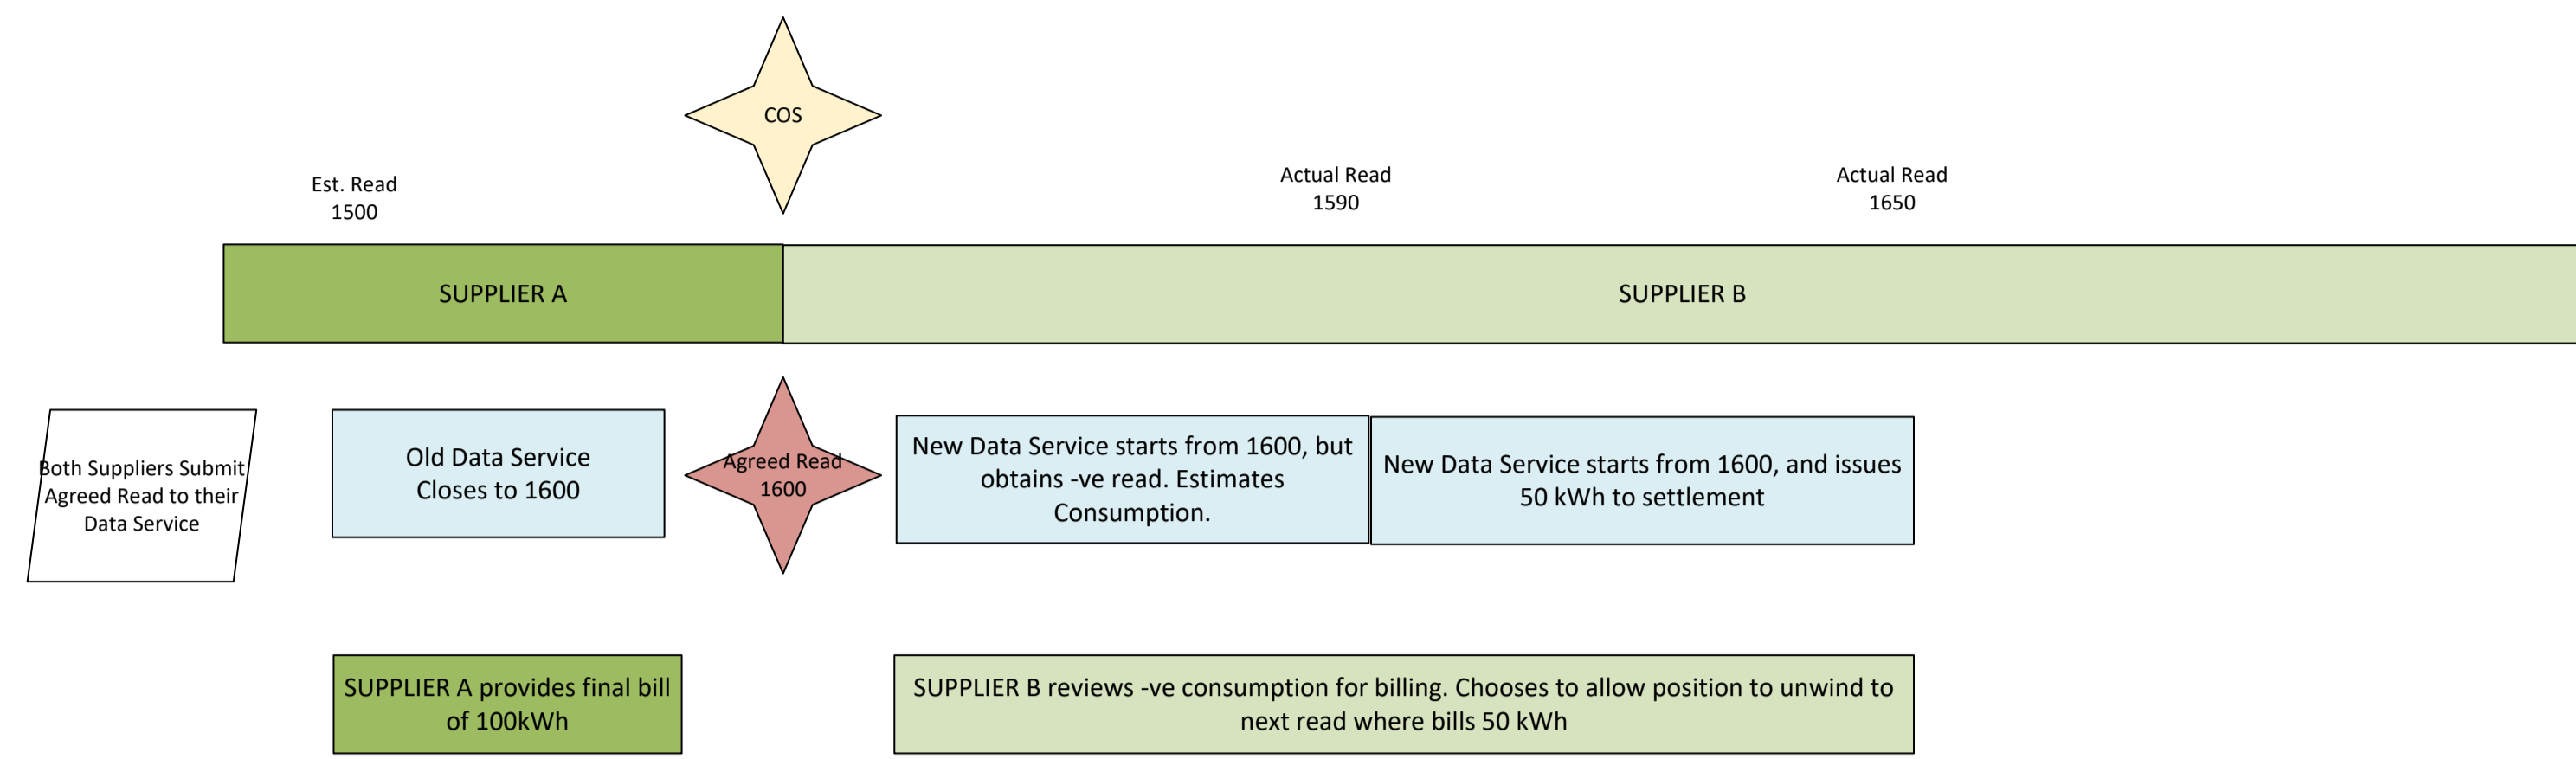 COS
Est. Read
1500
Actual Read
1590
Actual Read
1650
SUPPLIER A
SUPPLIER B
Both Suppliers Submit
Agreed Read to their
Data Service
Old Data Service
Closes to 1600
Agreed Read
1600
New Data Service starts from 1600, but
obtains -ve read. Estimates
Consumption.
New Data Service starts from 1600, and issues
50 kWh to settlement
SUPPLIER A provides final bill
of 100kWh
SUPPLIER B reviews -ve consumption for billing. Chooses to allow position to unwind to
next read where bills 50 kWh